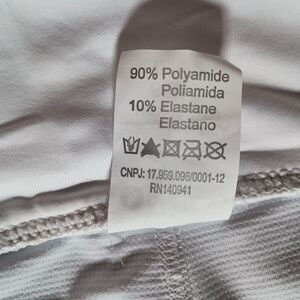 90% Polyamide
Poliamida
10% Elastane
Elastano
CNPJ: 17.959.096/0001-12
RN140941